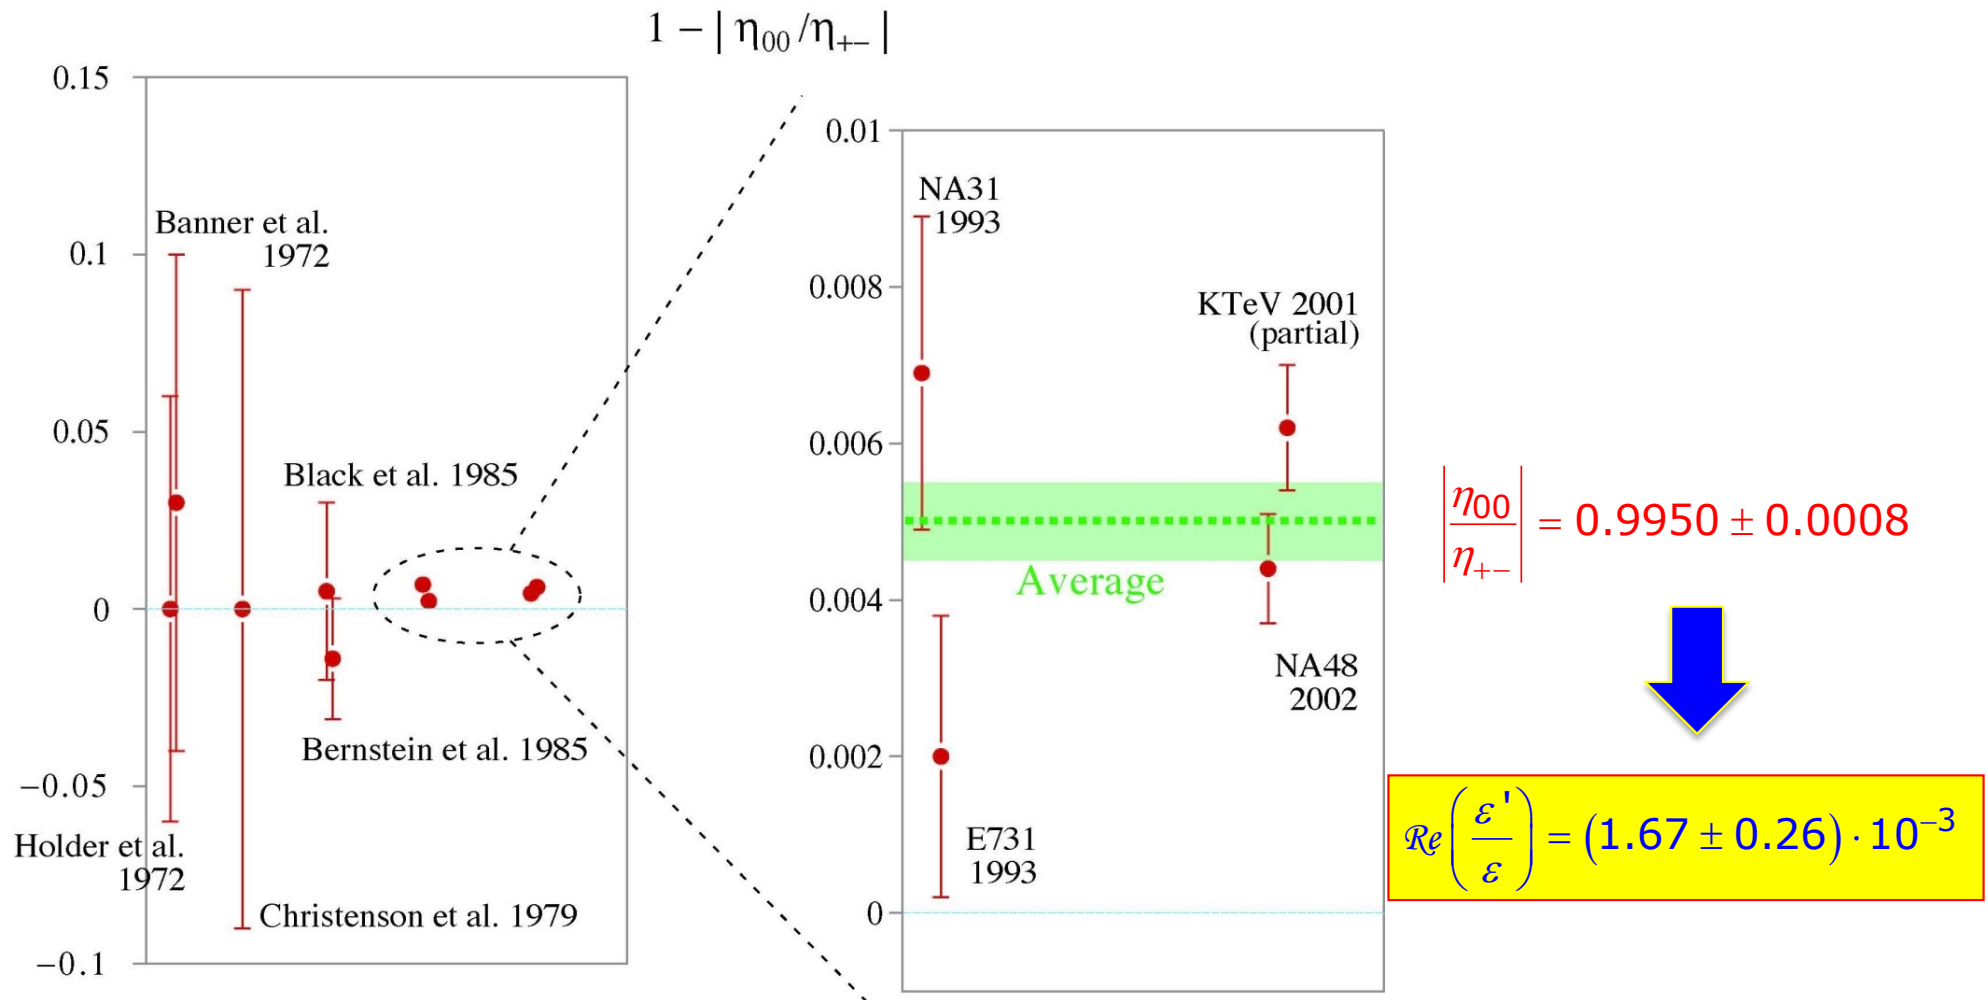 1 − | η00 /η+− |
0.15
0.1
0.05
0
−0.05
−0.1
Banner et al.
1972
Black et al. 1985
Bernstein et al. 1985
Holder et al.
1972
Christenson et al. 1979
0.01
0.008
0.006
0.004
0.002
0
NA31
1993
KTeV 2001
(partial)
Average
NA48
2002
E731
1993
|η00/η+−| = 0.9950 ± 0.0008
ℛe(ε'/ε) = (1.67 ± 0.26) · 10⁻³